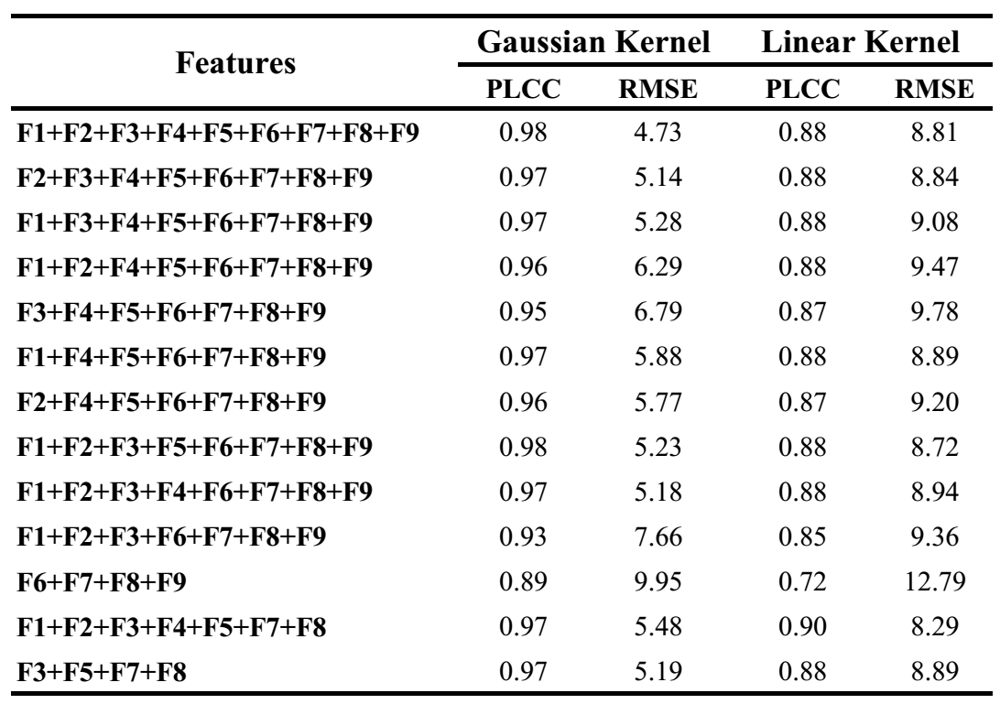 Features Gaussian Kernel Linear Kernel
PLCC RMSE PLCC RMSE
F1+F2+F3+F4+F5+F6+F7+F8+F9 0.98 4.73 0.88 8.81
F2+F3+F4+F5+F6+F7+F8+F9 0.97 5.14 0.88 8.84
F1+F3+F4+F5+F6+F7+F8+F9 0.97 5.28 0.88 9.08
F1+F2+F4+F5+F6+F7+F8+F9 0.96 6.29 0.88 9.47
F3+F4+F5+F6+F7+F8+F9 0.95 6.79 0.87 9.78
F1+F4+F5+F6+F7+F8+F9 0.97 5.88 0.88 8.89
F2+F4+F5+F6+F7+F8+F9 0.96 5.77 0.87 9.20
F1+F2+F3+F5+F6+F7+F8+F9 0.98 5.23 0.88 8.72
F1+F2+F3+F4+F6+F7+F8+F9 0.97 5.18 0.88 8.94
F1+F2+F3+F6+F7+F8+F9 0.93 7.66 0.85 9.36
F6+F7+F8+F9 0.89 9.95 0.72 12.79
F1+F2+F3+F4+F5+F7+F8 0.97 5.48 0.90 8.29
F3+F5+F7+F8 0.97 5.19 0.88 8.89